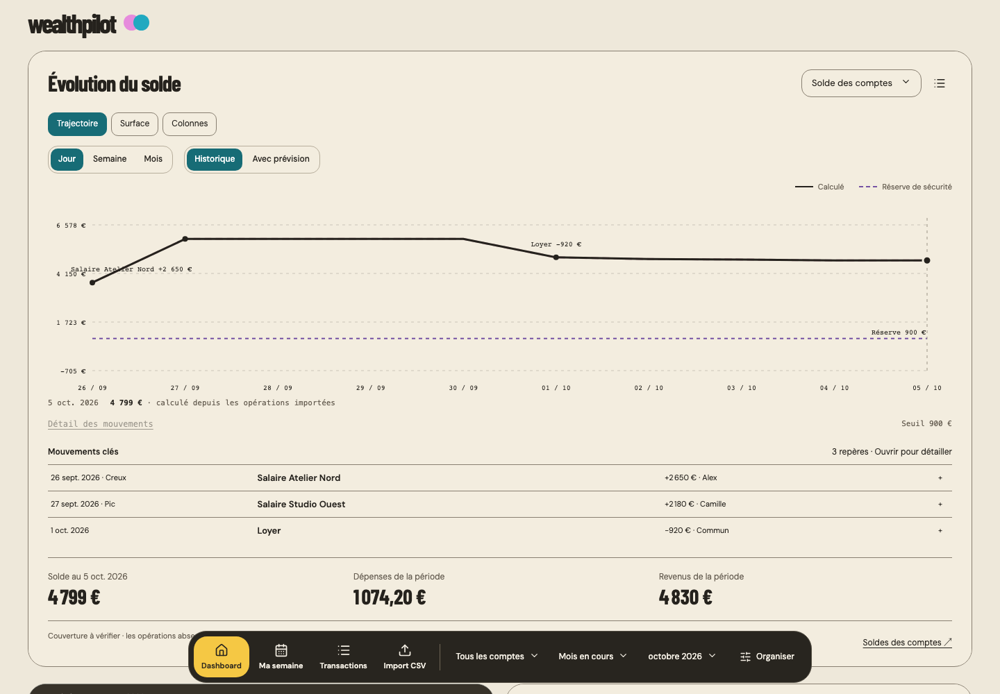 wealthpilot
Évolution du solde
Solde des comptes
Trajectoire Surface Colonnes
Jour Semaine Mois Historique Avec prévision
Calculé Réserve de sécurité
6 578 €
Loyer −920 €
Salaire Atelier Nord +2 650 €
4 150 €
1 723 €
Réserve 900 €
−705 €
26 / 09 27 / 09 28 / 09 29 / 09 30 / 09 01 / 10 02 / 10 03 / 10 04 / 10 05 / 10
5 oct. 2026 4 799 € · calculé depuis les opérations importées
Détail des mouvements Seuil 900 €
Mouvements clés 3 repères · Ouvrir pour détailler
26 sept. 2026 · Creux Salaire Atelier Nord +2 650 € · Alex +
27 sept. 2026 · Pic Salaire Studio Ouest +2 180 € · Camille +
1 oct. 2026 Loyer −920 € · Commun +
Solde au 5 oct. 2026 Dépenses de la période Revenus de la période
4 799 € 1 074,20 € 4 830 €
Couverture à vérifier · les opérations
Soldes des comptes ↗
Dashboard Ma semaine Transactions Import CSV Tous les comptes Mois en cours octobre 2026 Organiser